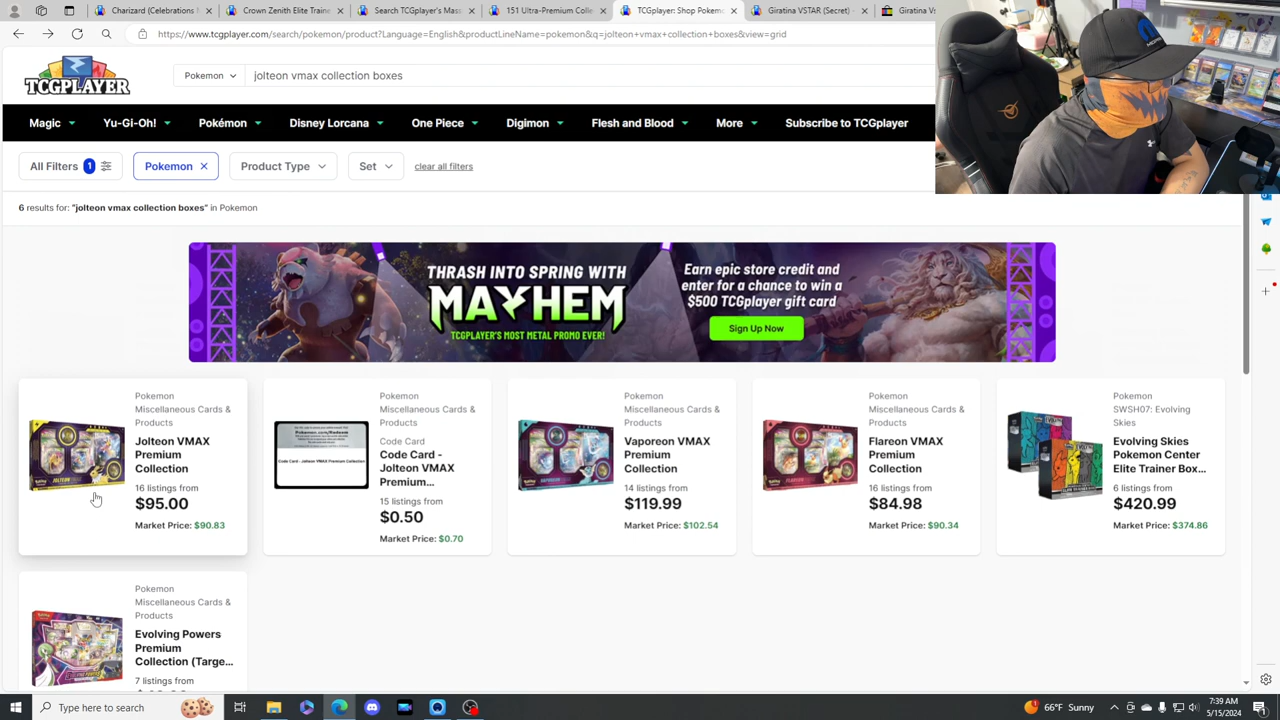 Charizard (Celebrations
Crown Zenith Elite Trainer
Search TCGplayer's Mass
151 Ultra-Premium Colle
TCGplayer: Shop Pokemo
Giratina VSTAR (Secret)
Giratina VS
https://www.tcgplayer.com/search/pokemon/product?Language=English&productLineName=pokemon&q=jolteon+vmax+collection+boxes&view=grid
TCGPLAYER
Pokemon
jolteon vmax collection boxes
Magic Yu-Gi-Oh! Pokémon Disney Lorcana One Piece Digimon Flesh and Blood More Subscribe to TCGplayer
All Filters 1 Pokemon × Product Type Set clear all filters
6 results for: "jolteon vmax collection boxes" in Pokemon
THRASH INTO SPRING WITH
MAYHEM
TCGPLAYER'S MOST METAL PROMO EVER!
Earn epic store credit and
enter for a chance to win a
$500 TCGplayer gift card
Sign Up Now
Pokemon
Miscellaneous Cards &
Products
Jolteon VMAX
Premium
Collection
16 listings from
$95.00
Market Price: $90.83
Pokemon
Miscellaneous Cards &
Products
Code Card
Code Card -
Jolteon VMAX
Premium...
15 listings from
$0.50
Market Price: $0.70
Pokemon
Miscellaneous Cards &
Products
Vaporeon VMAX
Premium
Collection
14 listings from
$119.99
Market Price: $102.54
Pokemon
Miscellaneous Cards &
Products
Flareon VMAX
Premium
Collection
16 listings from
$84.98
Market Price: $90.34
Pokemon
SWSH07: Evolving
Skies
Evolving Skies
Pokemon Center
Elite Trainer Box...
6 listings from
$420.99
Market Price: $374.86
Pokemon
Miscellaneous Cards &
Products
Evolving Powers
Premium
Collection (Targe...
7 listings from
Type here to search
66°F Sunny
7:39 AM
5/15/2024